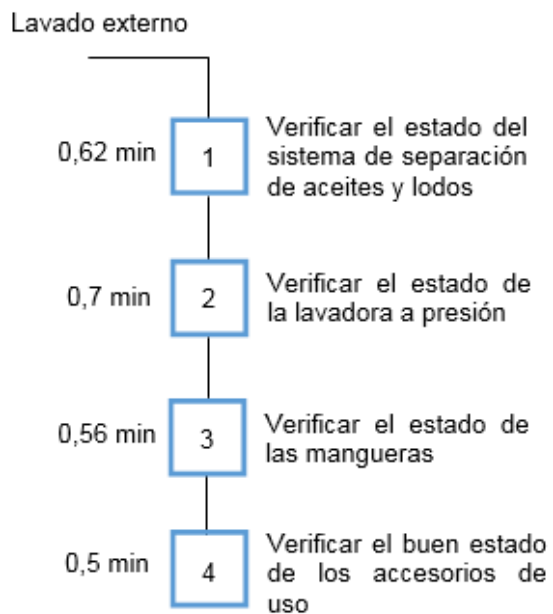 Lavado externo
0,62 min
1
Verificar el estado del
sistema de separación
de aceites y lodos
0,7 min
2
Verificar el estado de
la lavadora a presión
0,56 min
3
Verificar el estado de
las mangueras
0,5 min
4
Verificar el buen estado
de los accesorios de
uso